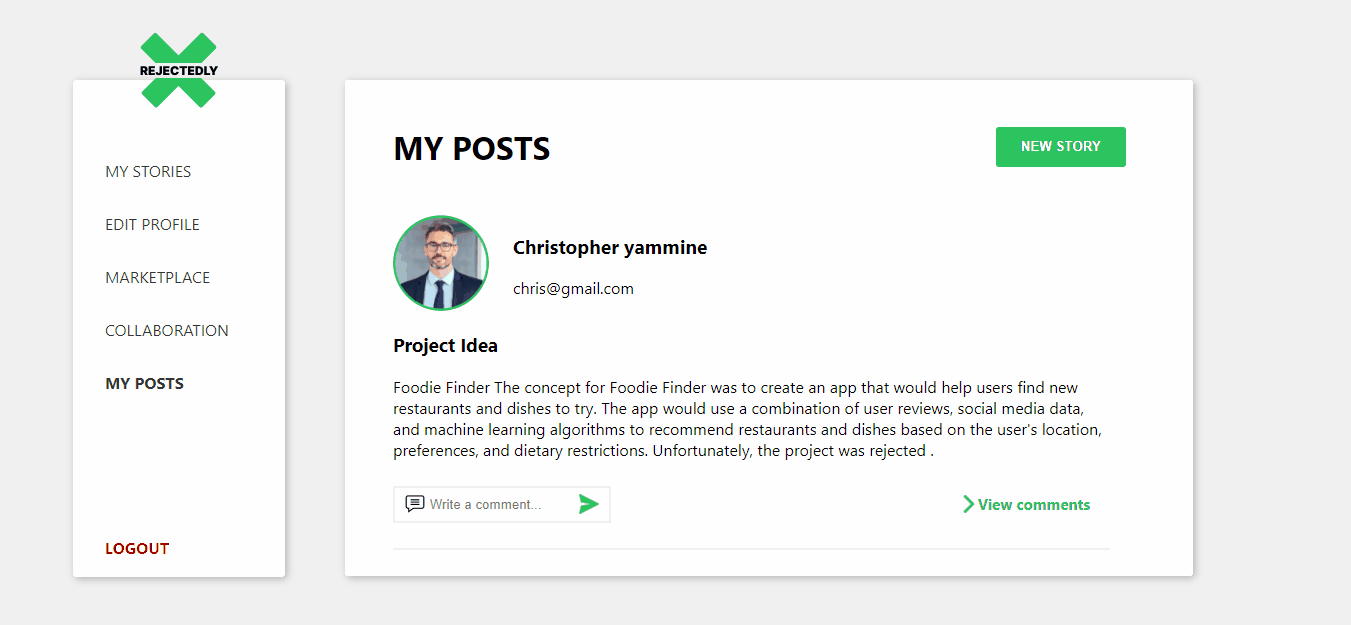 REJECTEDLY
MY STORIES
EDIT PROFILE
MARKETPLACE
COLLABORATION
MY POSTS
LOGOUT
MY POSTS
NEW STORY
Christopher yammine
chris@gmail.com
Project Idea
Foodie Finder The concept for Foodie Finder was to create an app that would help users find new
restaurants and dishes to try. The app would use a combination of user reviews, social media data,
and machine learning algorithms to recommend restaurants and dishes based on the user's location,
preferences, and dietary restrictions. Unfortunately, the project was rejected .
Write a comment...
View comments